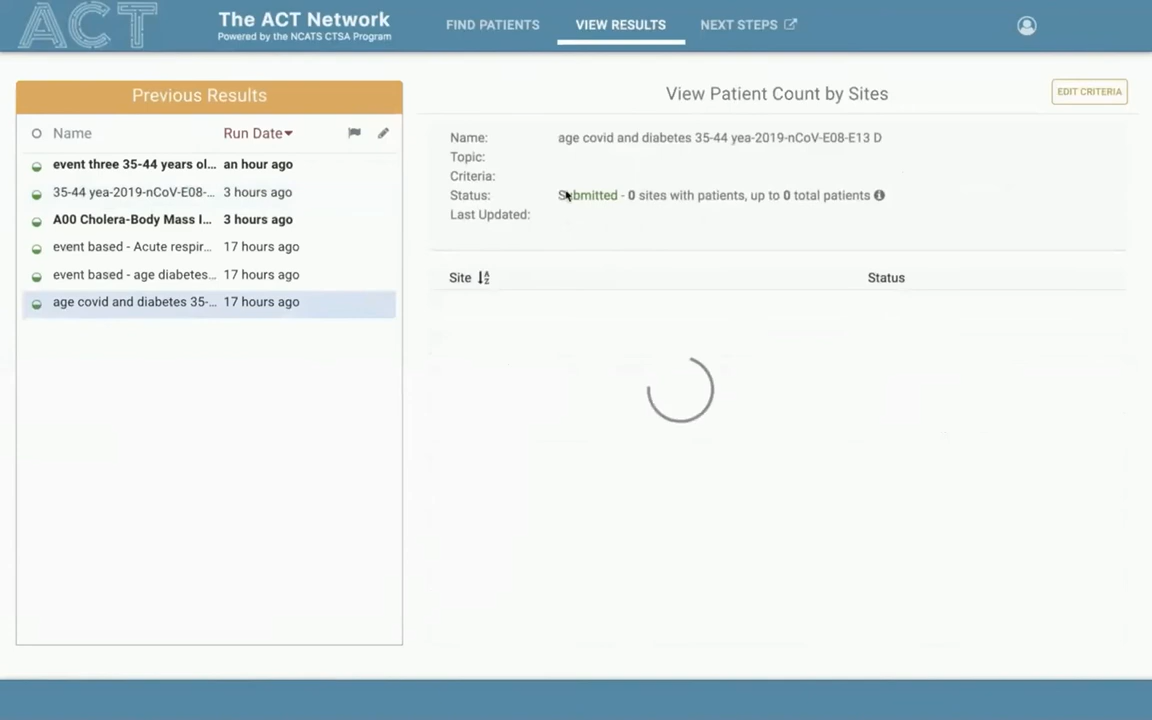 ACT
The ACT Network
Powered by the NCATS CTSA Program
FIND PATIENTS
VIEW RESULTS
NEXT STEPS
Previous Results
View Patient Count by Sites
EDIT CRITERIA
Name Run Date
event three 35-44 years ol... an hour ago
35-44 yea-2019-nCoV-E08-... 3 hours ago
A00 Cholera-Body Mass I... 3 hours ago
event based - Acute respir... 17 hours ago
event based - age diabetes... 17 hours ago
age covid and diabetes 35-... 17 hours ago
Name: age covid and diabetes 35-44 yea-2019-nCoV-E08-E13 D
Topic:
Criteria:
Status: Submitted - 0 sites with patients, up to 0 total patients
Last Updated:
Site Status